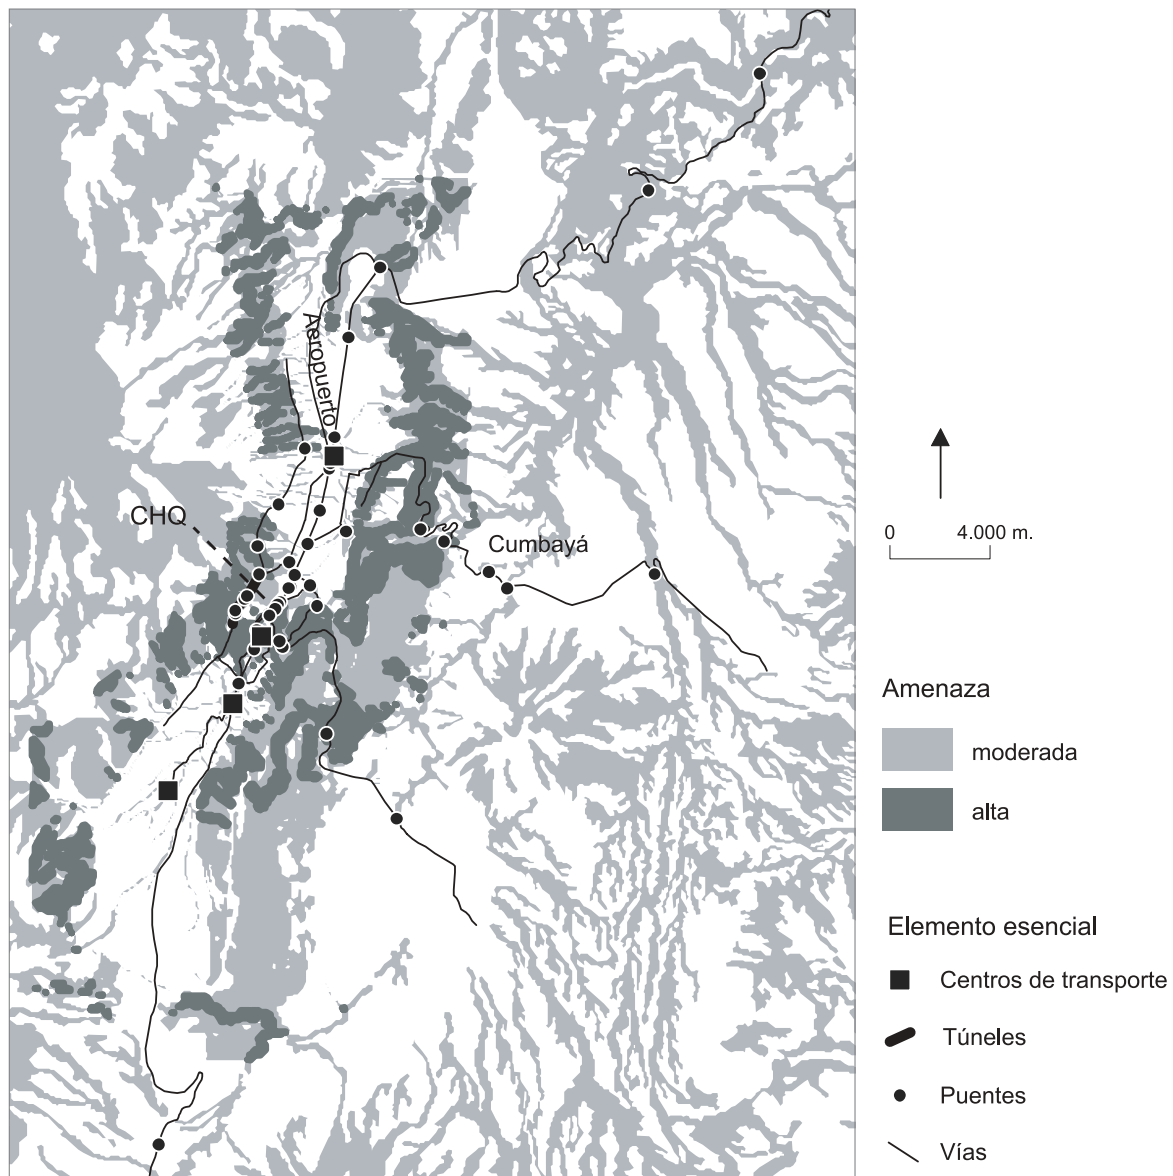 Aeropuerto
CHQ
Cumbayá
0 4.000 m.
Amenaza
moderada
alta
Elemento esencial
Centros de transporte
Túneles
Puentes
Vías